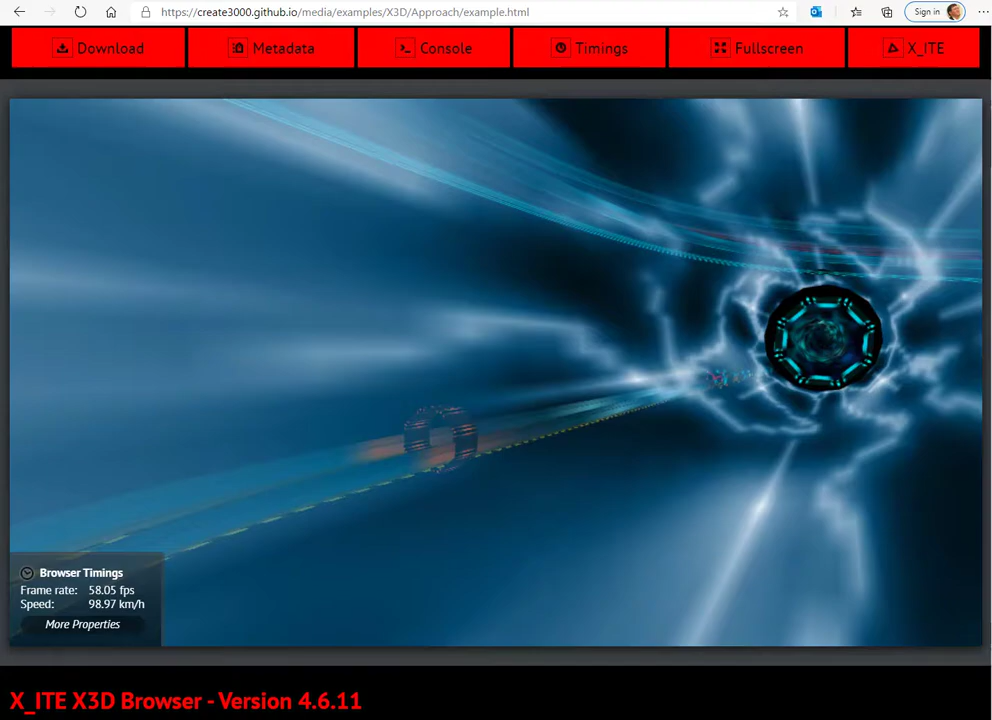 https://create3000.github.io/media/examples/X3D/Approach/example.html
Sign in
Download
Metadata
Console
Timings
Fullscreen
X_ITE
Browser Timings
Frame rate: 58.05 fps
Speed: 98.97 km/h
More Properties
X_ITE X3D Browser - Version 4.6.11